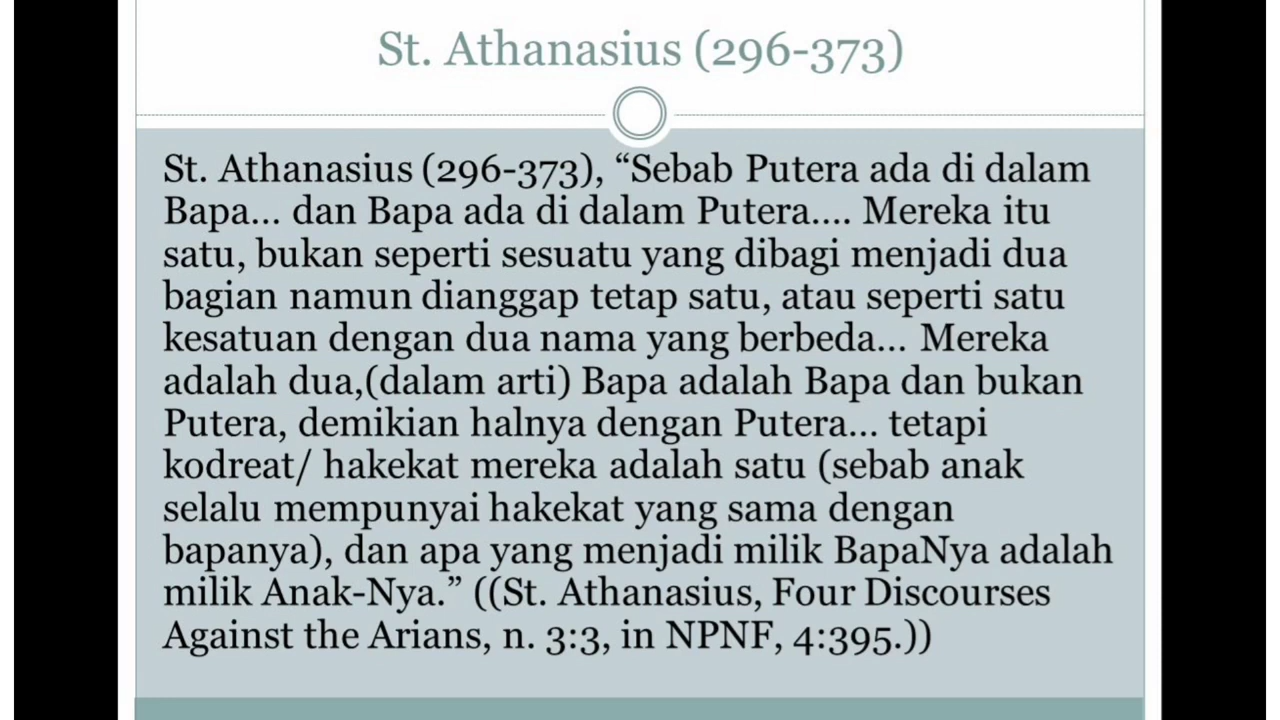 St. Athanasius (296-373)
St. Athanasius (296-373), “Sebab Putera ada di dalam
Bapa… dan Bapa ada di dalam Putera…. Mereka itu
satu, bukan seperti sesuatu yang dibagi menjadi dua
bagian namun dianggap tetap satu, atau seperti satu
kesatuan dengan dua nama yang berbeda… Mereka
adalah dua,(dalam arti) Bapa adalah Bapa dan bukan
Putera, demikian halnya dengan Putera… tetapi
kodreat/ hakekat mereka adalah satu (sebab anak
selalu mempunyai hakekat yang sama dengan
bapanya), dan apa yang menjadi milik BapaNya adalah
milik Anak-Nya.” ((St. Athanasius, Four Discourses
Against the Arians, n. 3:3, in NPNF, 4:395.))